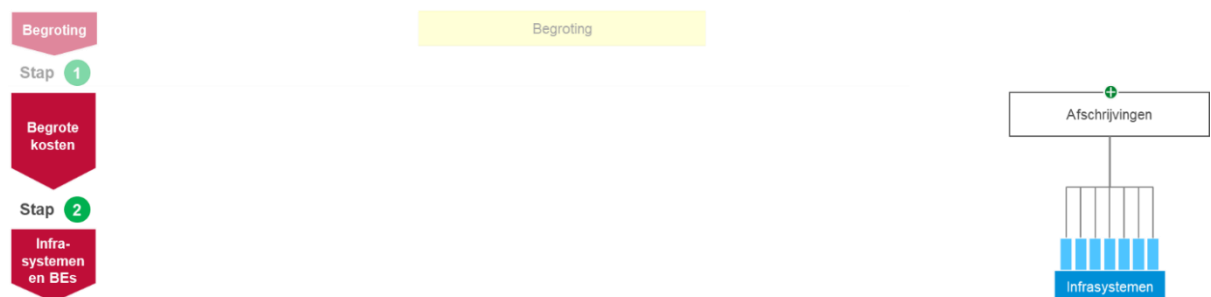 Begroting
Begroting
Stap 1
Begrote
kosten
Afschrijvingen
Stap 2
Infra-
systemen
en BEs
Infrasystemen